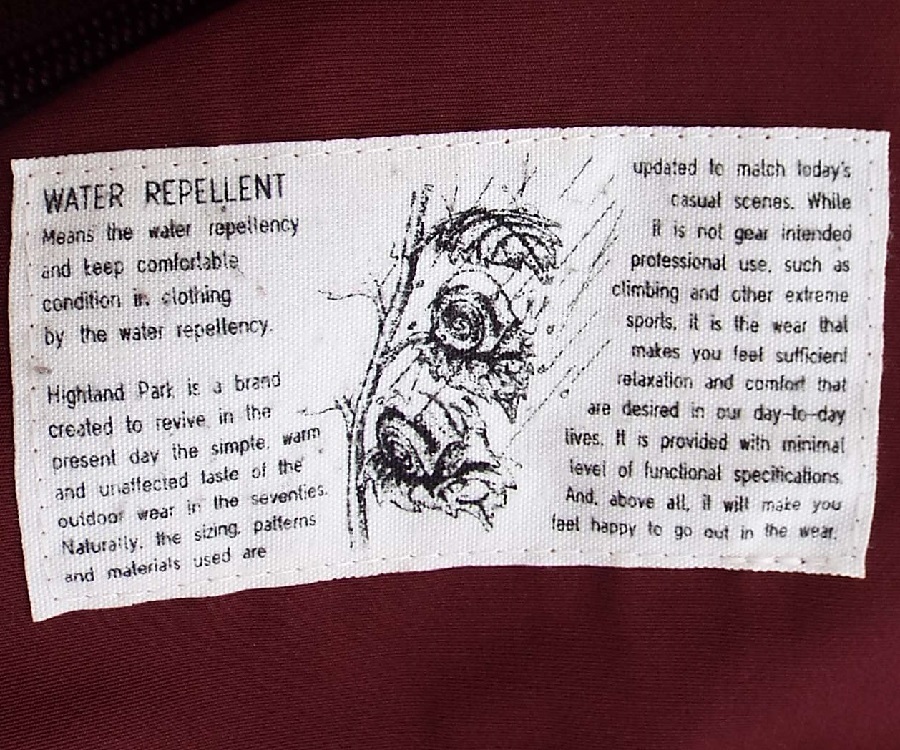 WATER REPELLENT
Means the water repellency
and keep comfortable
condition in clothing
by the water repellency.
Highland Park is a brand
created to revive in the
present day the simple, warm
and unaffected taste of the
outdoor wear in the seventies.
Naturally, the sizing, patterns
and materials used are
updated to match today's
casual scenes. While
it is not gear intended
professional use, such as
climbing and other extreme
sports, it is the wear that
makes you feel sufficient
relaxation and comfort that
are desired in our day-to-day
lives. It is provided with minimal
level of functional specifications.
And, above all, it will make you
feel happy to go out in the wear.